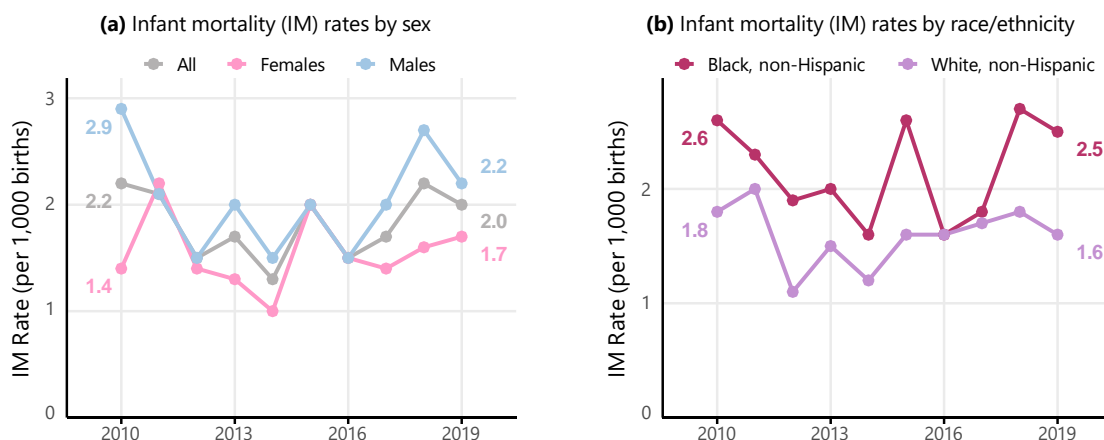 (a) Infant mortality (IM) rates by sex
All Females Males
IM Rate (per 1,000 births)
3
2
1
0
2.9
2.2
1.4
2.2
2.0
1.7
2010 2013 2016 2019
(b) Infant mortality (IM) rates by race/ethnicity
Black, non-Hispanic White, non-Hispanic
IM Rate (per 1,000 births)
2
1
0
2.6
1.8
2.5
1.6
2010 2013 2016 2019